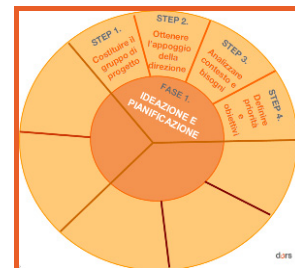 STEP 1.
Costituire il
gruppo di
progetto
STEP 2.
Ottenere
l'appoggio
della
direzione
STEP 3.
Analizzare
contesto e
bisogni
STEP 4.
Definire
priorità
e
obiettivi
FASE 1.
IDEAZIONE E
PIANIFICAZIONE
dors